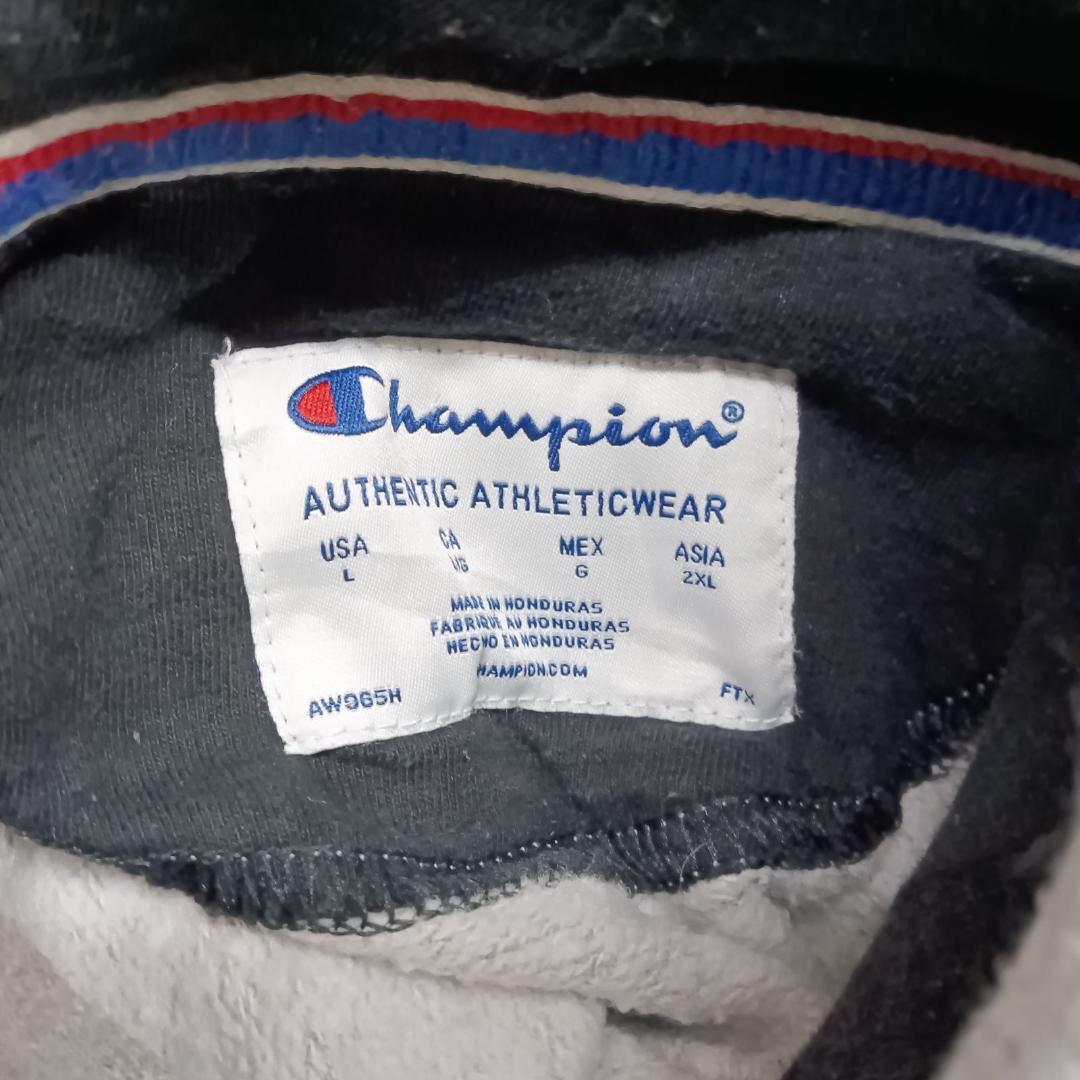 Champion®
AUTHENTIC ATHLETICWEAR
USA CA MEX ASIA
L G 2XL
MADE IN HONDURAS
FABRIQUÉ AU HONDURAS
HECHO EN HONDURAS
HAMPION.COM
AW965H FTX